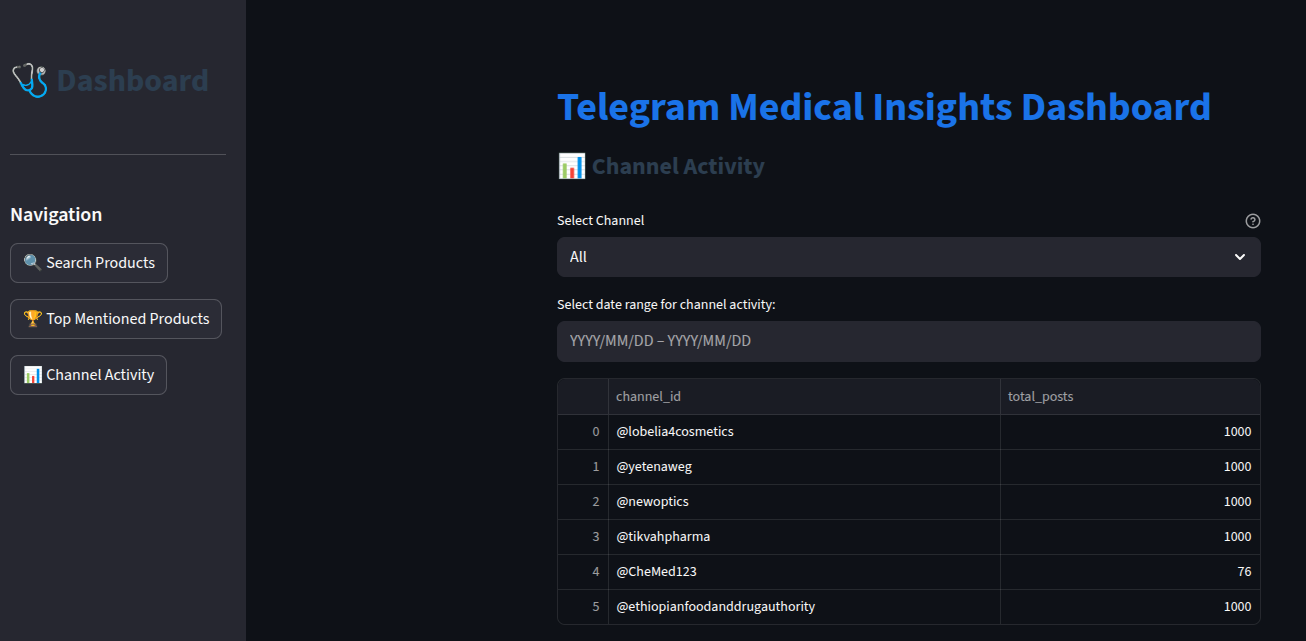 Dashboard
Navigation
Search Products
Top Mentioned Products
Channel Activity
Telegram Medical Insights Dashboard
Channel Activity
Select Channel
All
Select date range for channel activity:
YYYY/MM/DD – YYYY/MM/DD
channel_id total_posts
0 @lobelia4cosmetics 1000
1 @yetenaweg 1000
2 @newoptics 1000
3 @tikvahpharma 1000
4 @CheMed123 76
5 @ethiopianfoodanddrugauthority 1000